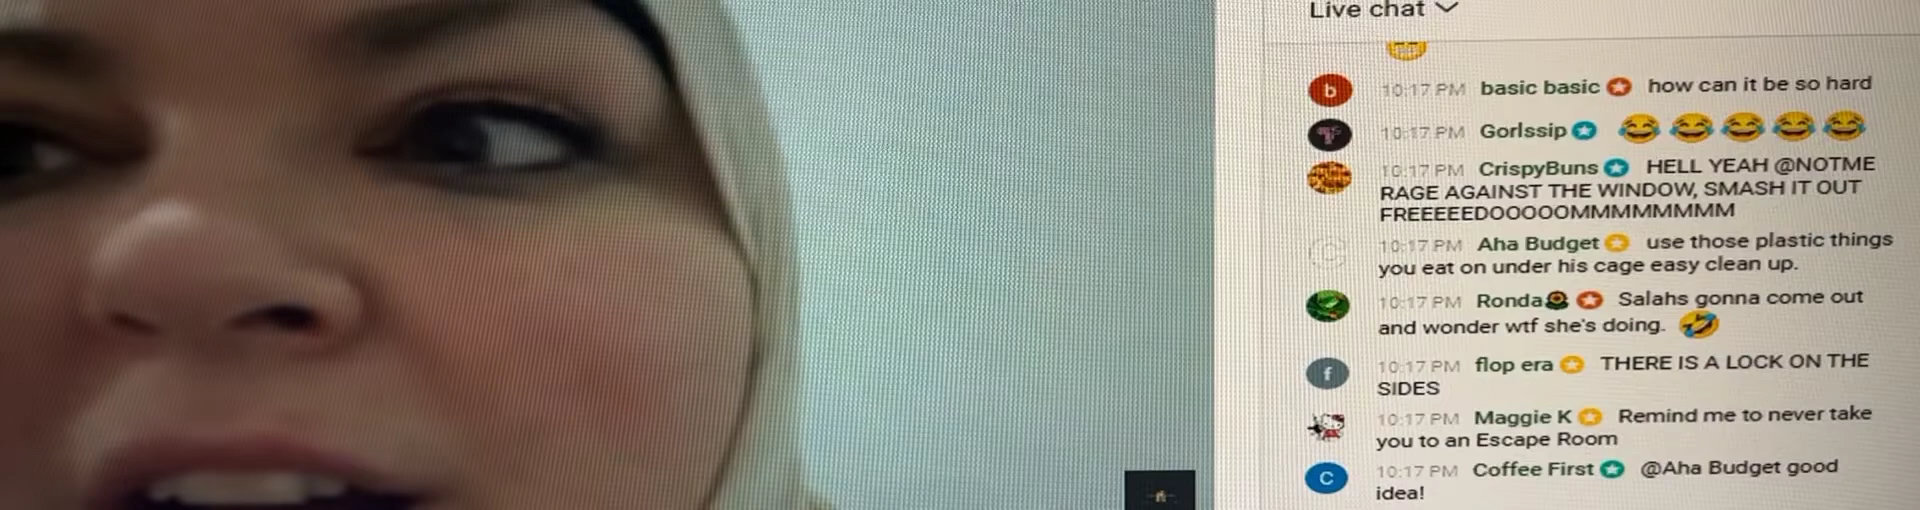 Live chat
b 10:17 PM basic basic how can it be so hard
10:17 PM Gorlssip 😂😂😂😂😂
10:17 PM CrispyBuns HELL YEAH @NOTME
RAGE AGAINST THE WINDOW, SMASH IT OUT
FREEEEEDOOOOOMMMMMMMM
C 10:17 PM Aha Budget use those plastic things
you eat on under his cage easy clean up.
10:17 PM Ronda🌻 Salahs gonna come out
and wonder wtf she's doing. 🤣
f 10:17 PM flop era THERE IS A LOCK ON THE
SIDES
10:17 PM Maggie K Remind me to never take
you to an Escape Room
C 10:17 PM Coffee First @Aha Budget good
idea!